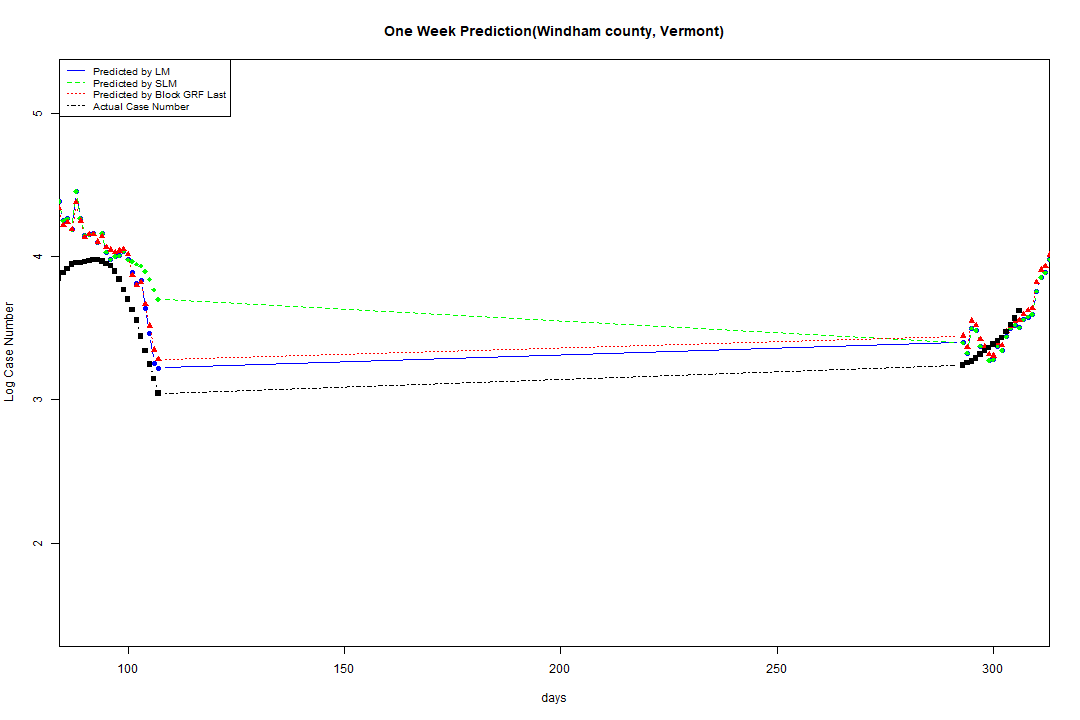 One Week Prediction(Windham county, Vermont)
Predicted by LM
Predicted by SLM
Predicted by Block GRF Last
Actual Case Number
5
4
3
2
Log Case Number
100 150 200 250 300
days